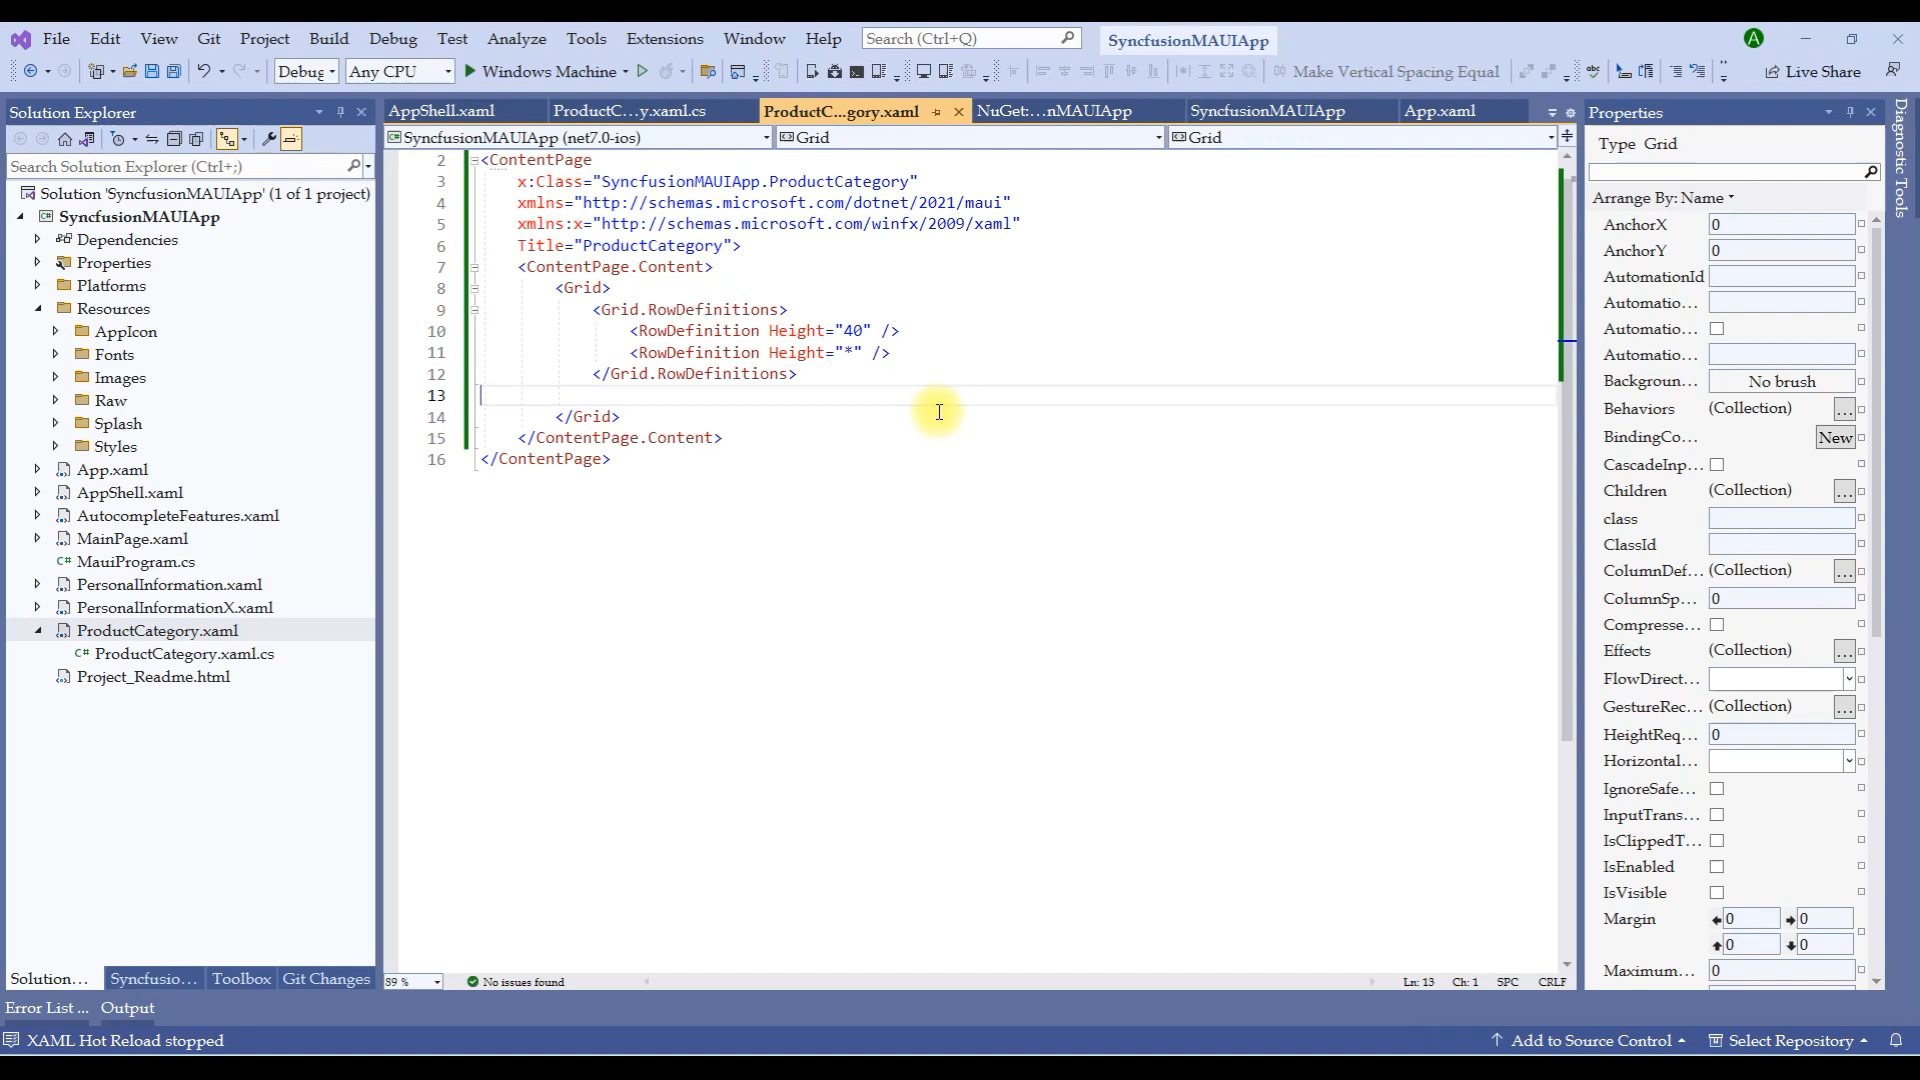 File Edit View Git Project Build Debug Test Analyze Tools Extensions Window Help Search (Ctrl+Q) SyncfusionMAUIApp A
Debug Any CPU Windows Machine Make Vertical Spacing Equal Live Share
Solution Explorer
Search Solution Explorer (Ctrl+;)
Solution 'SyncfusionMAUIApp' (1 of 1 project)
SyncfusionMAUIApp
Dependencies
Properties
Platforms
Resources
AppIcon
Fonts
Images
Raw
Splash
Styles
App.xaml
AppShell.xaml
AutocompleteFeatures.xaml
MainPage.xaml
MauiProgram.cs
PersonalInformation.xaml
PersonalInformationX.xaml
ProductCategory.xaml
ProductCategory.xaml.cs
Project_Readme.html
Solution... Syncfusio... Toolbox Git Changes
AppShell.xaml ProductC...y.xaml.cs ProductC...gory.xaml NuGet:...nMAUIApp SyncfusionMAUIApp App.xaml
SyncfusionMAUIApp (net7.0-ios) Grid Grid
2 <ContentPage
3 x:Class="SyncfusionMAUIApp.ProductCategory"
4 xmlns="http://schemas.microsoft.com/dotnet/2021/maui"
5 xmlns:x="http://schemas.microsoft.com/winfx/2009/xaml"
6 Title="ProductCategory">
7 <ContentPage.Content>
8 <Grid>
9 <Grid.RowDefinitions>
10 <RowDefinition Height="40" />
11 <RowDefinition Height="*" />
12 </Grid.RowDefinitions>
13
14 </Grid>
15 </ContentPage.Content>
16 </ContentPage>
89 % No issues found Ln: 13 Ch: 1 SPC CRLF
Properties
Type Grid
Arrange By: Name
AnchorX 0
AnchorY 0
AutomationId
Automatio...
Automatio...
Automatio...
Backgroun... No brush
Behaviors (Collection) ...
BindingCo... New
CascadeInp...
Children (Collection) ...
class
ClassId
ColumnDef... (Collection) ...
ColumnSp... 0
Compresse...
Effects (Collection) ...
FlowDirect...
GestureRec... (Collection) ...
HeightReq... 0
Horizontal...
IgnoreSafe...
InputTrans...
IsClippedT...
IsEnabled
IsVisible
Margin 0 0
0 0
Maximum... 0
Diagnostic Tools
Error List ... Output
XAML Hot Reload stopped Add to Source Control Select Repository